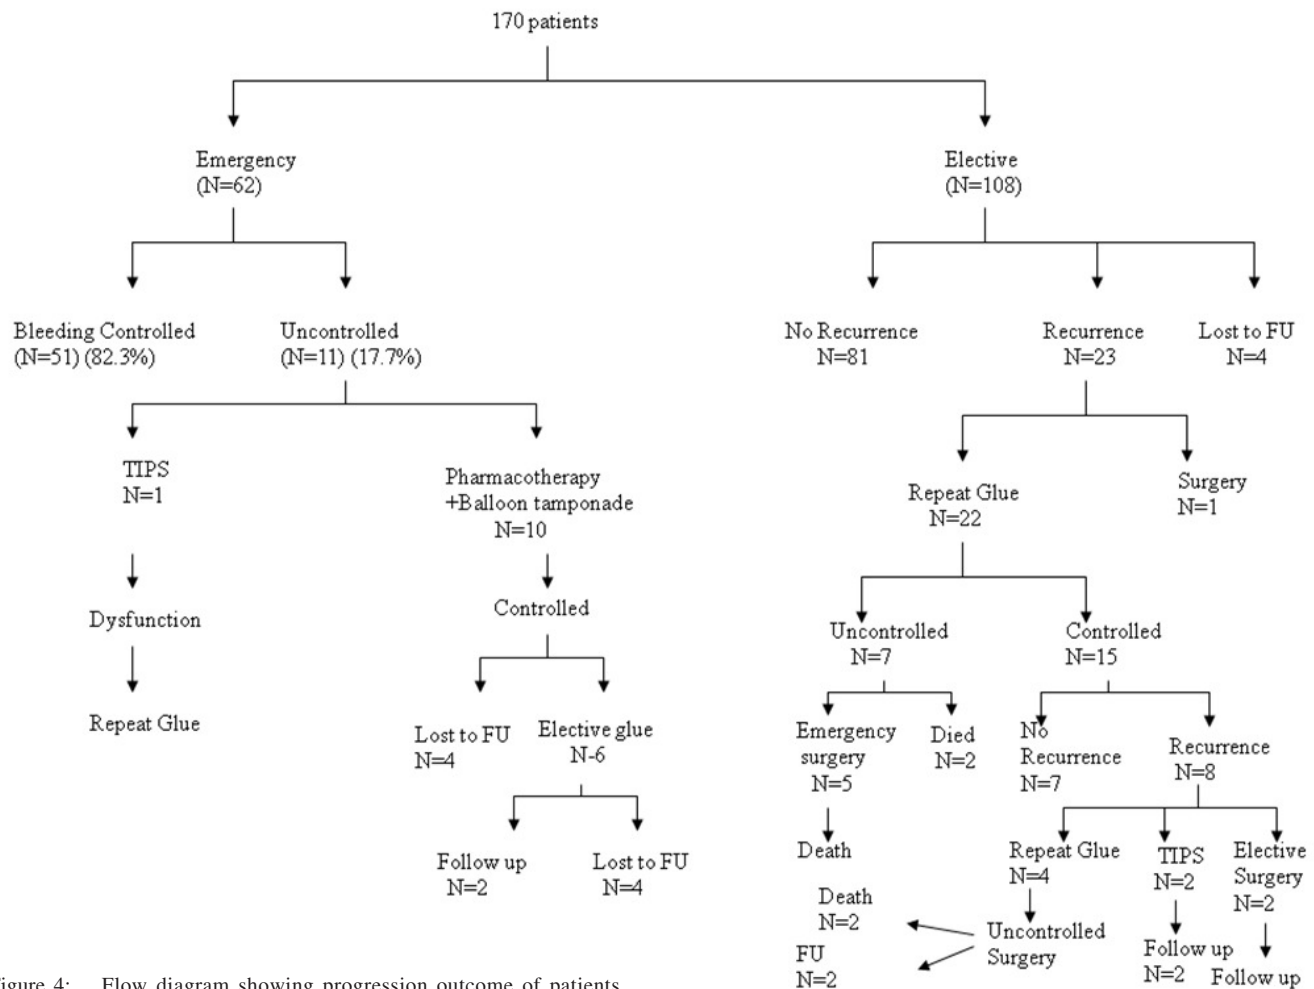 170 patients
Emergency
(N=62)
Elective
(N=108)
Bleeding Controlled
(N=51) (82.3%)
Uncontrolled
(N=11) (17.7%)
No Recurrence
N=81
Recurrence
N=23
Lost to FU
N=4
TIPS
N=1
Pharmacotherapy
+Balloon tamponade
N=10
Repeat Glue
N=22
Surgery
N=1
Dysfunction
Controlled
Uncontrolled
N=7
Controlled
N=15
Repeat Glue
Lost to FU
N=4
Elective glue
N-6
Emergency
surgery
N=5
Died
N=2
No
Recurrence
N=7
Recurrence
N=8
Follow up
N=2
Lost to FU
N=4
Death
Repeat Glue
N=4
TIPS
N=2
Elective
Surgery
N=2
Death
N=2
FU
N=2
Uncontrolled
Surgery
Follow up
N=2
Follow up
Figure 4: Flow diagram showing progression outcome of patients